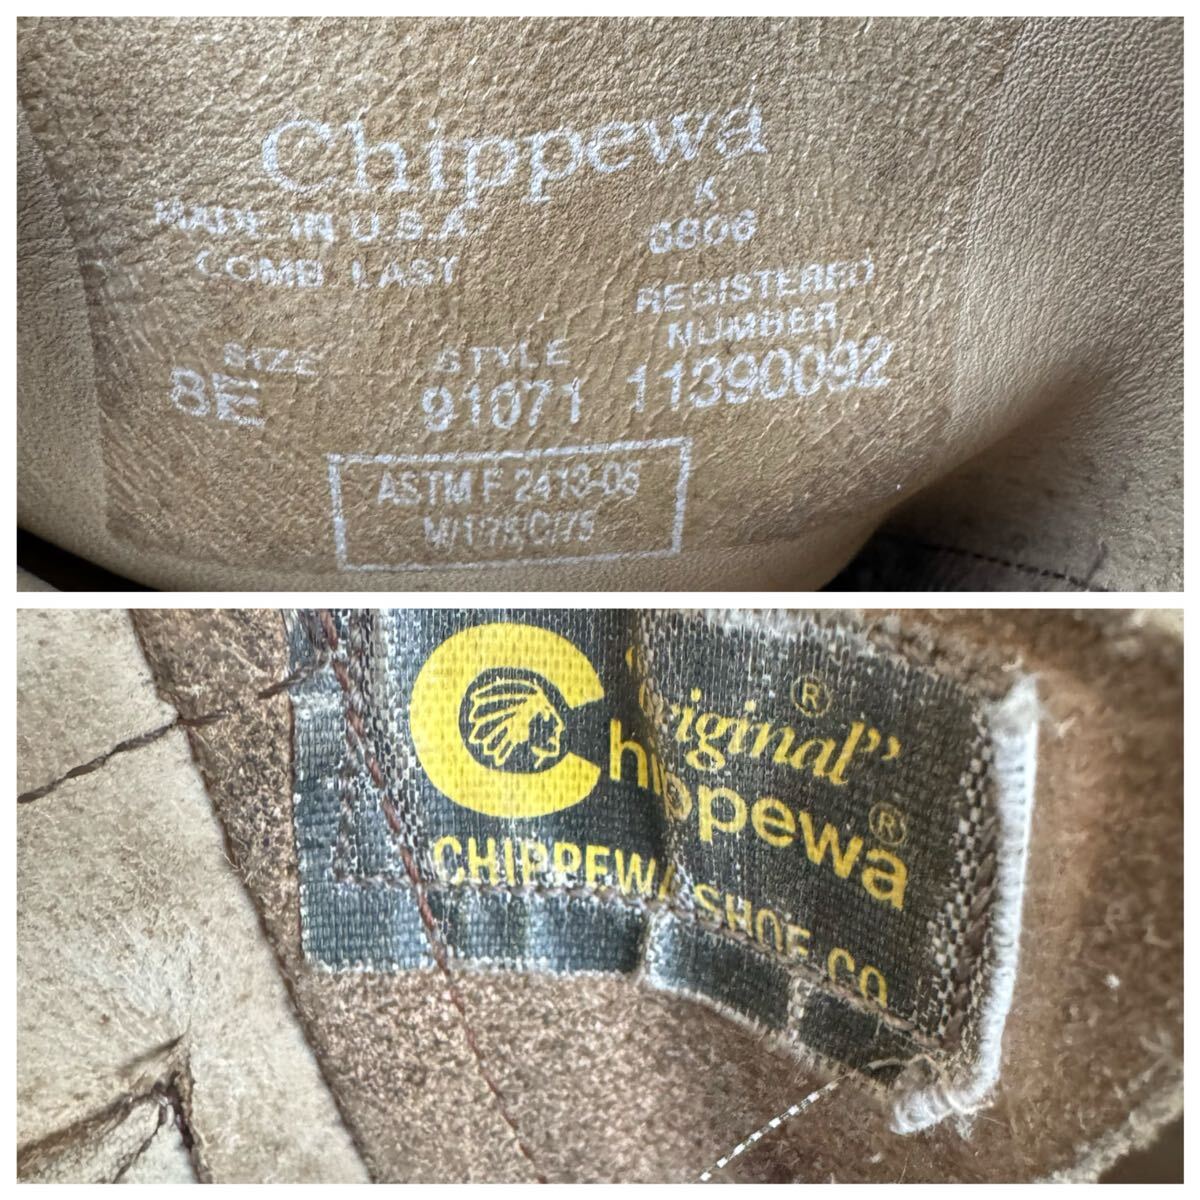 Chippewa
MADE IN U.S.A.
COMB. LAST
K
0806
REGISTERED
NUMBER
SIZE STYLE
8E 91071 11390092
ASTM F 2413-05
M/I/75/C/75
"Original"®
Chippewa®
CHIPPEWA SHOE CO.